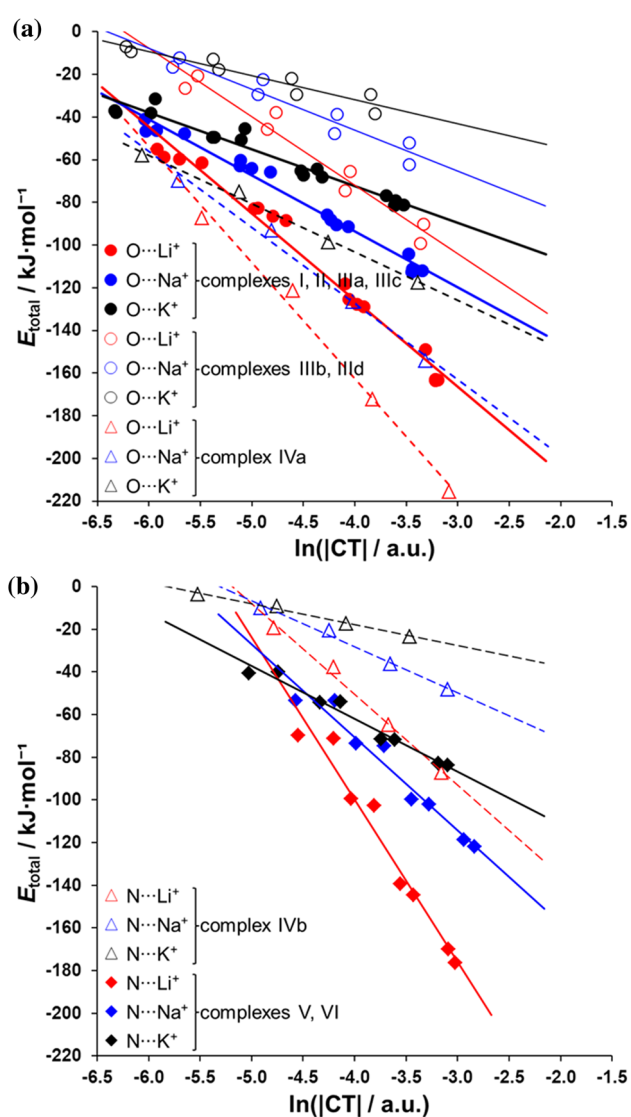 (a)
0
-20
-40
-60
-80
-100
-120
-140
-160
-180
-200
-220
E_total / kJ·mol⁻¹
O···Li⁺
O···Na⁺ complexes I, II, IIIa, IIIc
O···K⁺
O···Li⁺
O···Na⁺ complexes IIIb, IIId
O···K⁺
O···Li⁺
O···Na⁺ complex IVa
O···K⁺
-6.5 -6.0 -5.5 -5.0 -4.5 -4.0 -3.5 -3.0 -2.5 -2.0 -1.5
ln(|CT| / a.u.)
(b)
0
-20
-40
-60
-80
-100
-120
-140
-160
-180
-200
-220
E_total / kJ·mol⁻¹
N···Li⁺
N···Na⁺ complex IVb
N···K⁺
N···Li⁺
N···Na⁺ complexes V, VI
N···K⁺
-6.5 -6.0 -5.5 -5.0 -4.5 -4.0 -3.5 -3.0 -2.5 -2.0 -1.5
ln(|CT| / a.u.)